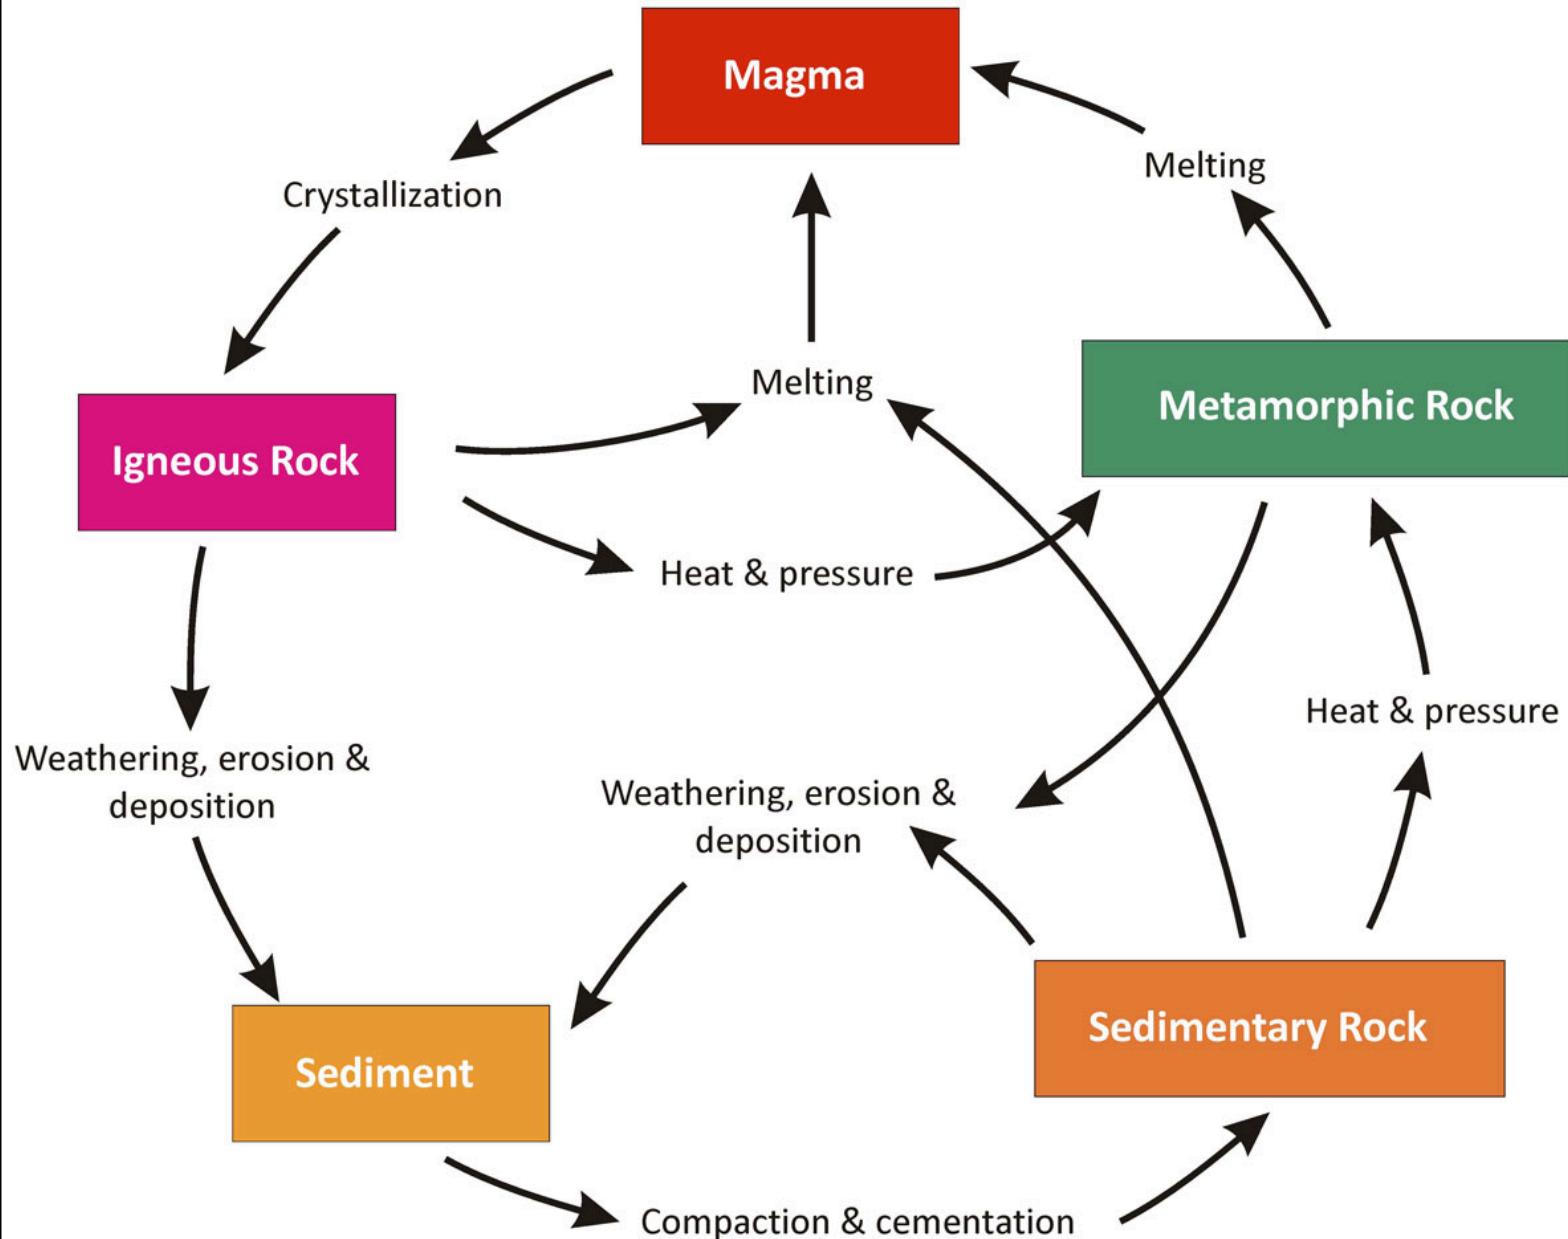 Magma
Melting
Crystallization
Melting
Metamorphic Rock
Igneous Rock
Heat & pressure
Heat & pressure
Weathering, erosion &
deposition
Weathering, erosion &
deposition
Sedimentary Rock
Sediment
Compaction & cementation